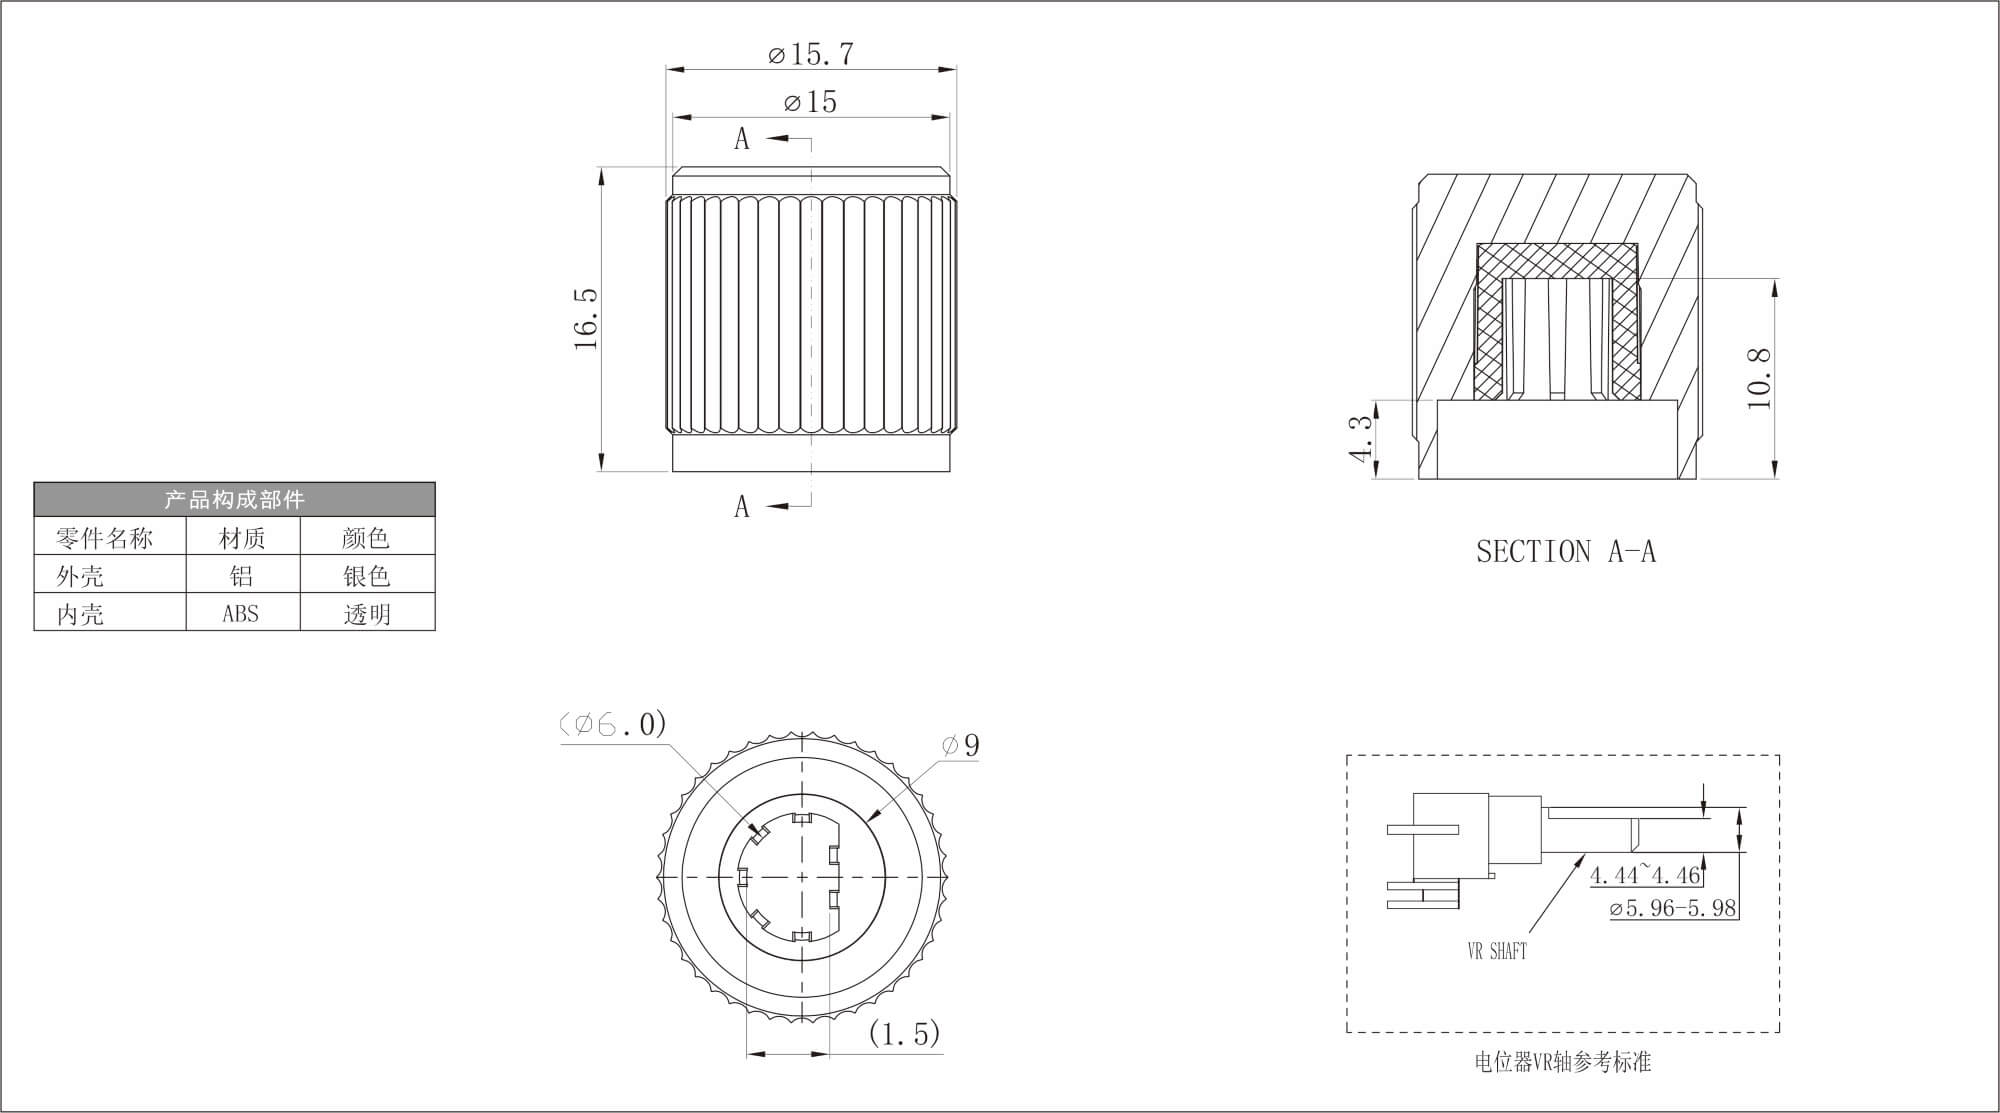 ⌀15.7
⌀15
A
16.5
A
10.8
4.3
SECTION A-A
产品构成部件
零件名称 材质 颜色
外壳 铝 银色
内壳 ABS 透明
(⌀6.0)
⌀9
(1.5)
4.44~4.46
⌀5.96-5.98
VR SHAFT
电位器VR轴参考标准